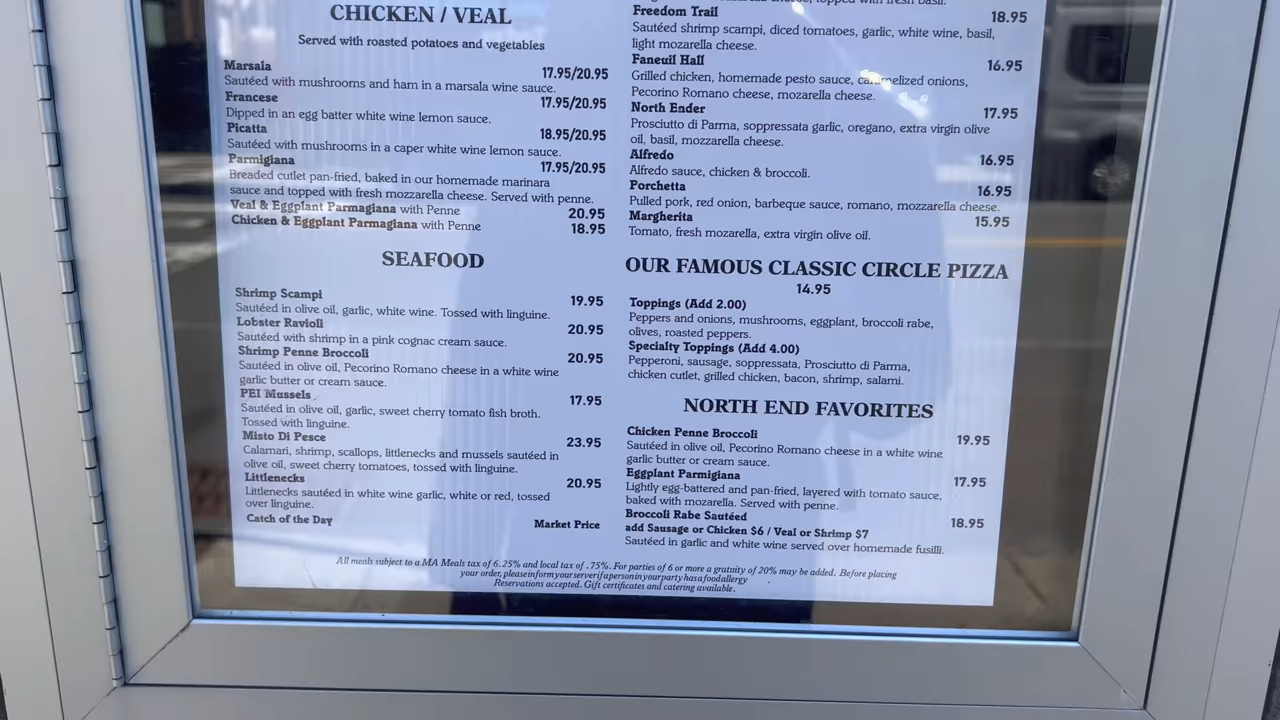 CHICKEN / VEAL
Served with roasted potatoes and vegetables
Marsala 17.95/20.95
Sautéed with mushrooms and ham in a marsala wine sauce.
Francese 17.95/20.95
Dipped in an egg batter white wine lemon sauce.
Picatta 18.95/20.95
Sautéed with mushrooms in a caper white wine lemon sauce.
Parmigiana 17.95/20.95
Breaded cutlet pan-fried, baked in our homemade marinara
sauce and topped with fresh mozzarella cheese. Served with penne.
Veal & Eggplant Parmagiana with Penne 20.95
Chicken & Eggplant Parmagiana with Penne 18.95
SEAFOOD
Shrimp Scampi 19.95
Sautéed in olive oil, garlic, white wine. Tossed with linguine.
Lobster Ravioli 20.95
Sautéed with shrimp in a pink cognac cream sauce.
Shrimp Penne Broccoli 20.95
Sautéed in olive oil, Pecorino Romano cheese in a white wine
garlic butter or cream sauce.
PEI Mussels 17.95
Sautéed in olive oil, garlic, sweet cherry tomato fish broth.
Tossed with linguine.
Misto Di Pesce 23.95
Calamari, shrimp, scallops, littlenecks and mussels sautéed in
olive oil, sweet cherry tomatoes, tossed with linguine.
Littlenecks 20.95
Littlenecks sautéed in white wine garlic, white or red, tossed
over linguine.
Catch of the Day Market Price
topped with fresh basil.
Freedom Trail 18.95
Sautéed shrimp scampi, diced tomatoes, garlic, white wine, basil,
light mozarella cheese.
Faneuil Hall 16.95
Grilled chicken, homemade pesto sauce, caramelized onions,
Pecorino Romano cheese, mozarella cheese.
North Ender 17.95
Prosciutto di Parma, soppressata garlic, oregano, extra virgin olive
oil, basil, mozzarella cheese.
Alfredo 16.95
Alfredo sauce, chicken & broccoli.
Porchetta 16.95
Pulled pork, red onion, barbeque sauce, romano, mozzarella cheese.
Margherita 15.95
Tomato, fresh mozarella, extra virgin olive oil.
OUR FAMOUS CLASSIC CIRCLE PIZZA
14.95
Toppings (Add 2.00)
Peppers and onions, mushrooms, eggplant, broccoli rabe,
olives, roasted peppers.
Specialty Toppings (Add 4.00)
Pepperoni, sausage, soppressata, Prosciutto di Parma,
chicken cutlet, grilled chicken, bacon, shrimp, salami.
NORTH END FAVORITES
Chicken Penne Broccoli 19.95
Sautéed in olive oil, Pecorino Romano cheese in a white wine
garlic butter or cream sauce.
Eggplant Parmigiana 17.95
Lightly egg-battered and pan-fried, layered with tomato sauce,
baked with mozarella. Served with penne.
Broccoli Rabe Sautéed 18.95
add Sausage or Chicken $6 / Veal or Shrimp $7
Sautéed in garlic and white wine served over homemade fusilli.
All meals subject to a MA Meals tax of 6.25% and local tax of .75%. For parties of 6 or more a gratuity of 20% may be added. Before placing
your order, please inform your server if a person in your party has a food allergy
Reservations accepted. Gift certificates and catering available.